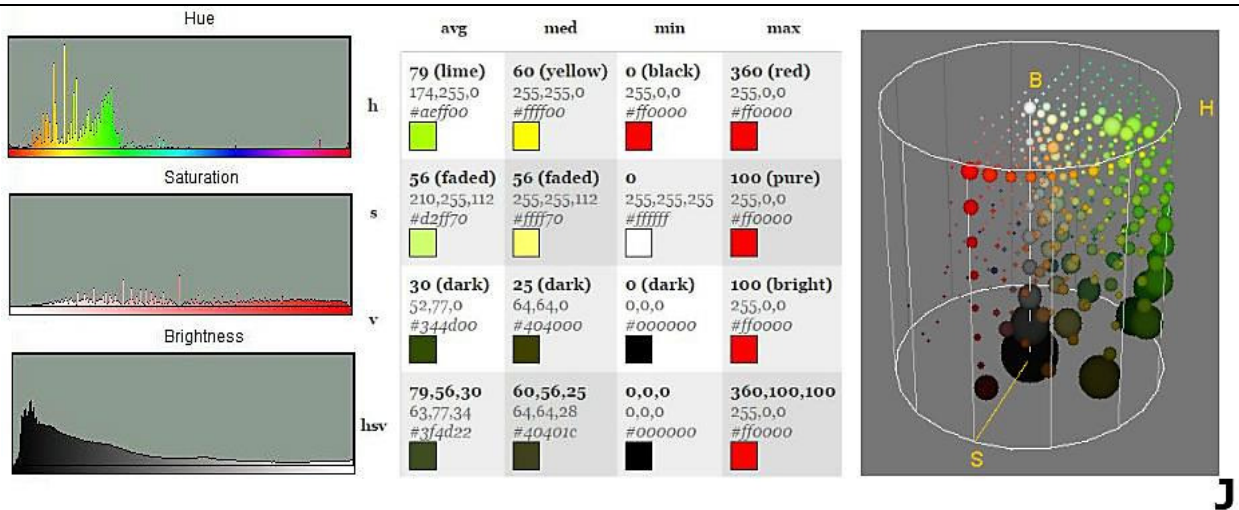 Hue
Saturation
Brightness
avg med min max
h
79 (lime) 60 (yellow) 0 (black) 360 (red)
174,255,0 255,255,0 255,0,0 255,0,0
#aeff00 #ffff00 #ff0000 #ff0000
s
56 (faded) 56 (faded) 0 100 (pure)
210,255,112 255,255,112 255,255,255 255,0,0
#d2ff70 #ffff70 #ffffff #ff0000
v
30 (dark) 25 (dark) 0 (dark) 100 (bright)
52,77,0 64,64,0 0,0,0 255,0,0
#344d00 #404000 #000000 #ff0000
hsv
79,56,30 60,56,25 0,0,0 360,100,100
63,77,34 64,64,28 0,0,0 255,0,0
#3f4d22 #40401c #000000 #ff0000
B
H
S
J